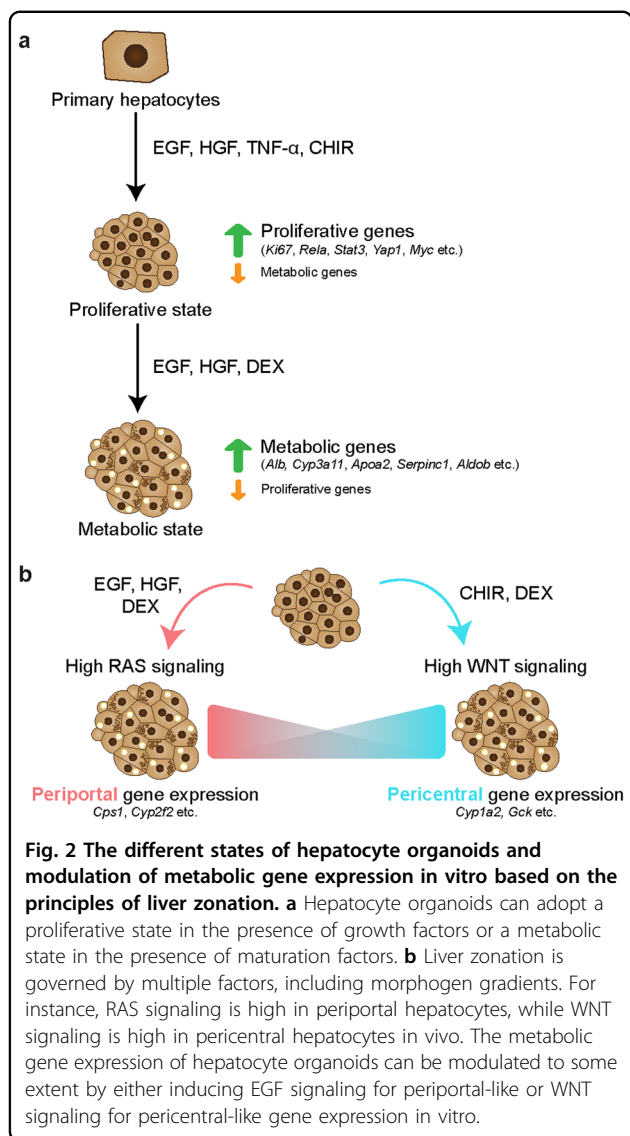 a
Primary hepatocytes
EGF, HGF, TNF-α, CHIR
Proliferative genes
(Ki67, Rela, Stat3, Yap1, Myc etc.)
Metabolic genes
Proliferative state
EGF, HGF, DEX
Metabolic genes
(Alb, Cyp3a11, Apoa2, Serpinc1, Aldob etc.)
Proliferative genes
Metabolic state
b
EGF, HGF,
DEX
CHIR, DEX
High RAS signaling
High WNT signaling
Periportal gene expression
Cps1, Cyp2f2 etc.
Pericentral gene expression
Cyp1a2, Gck etc.
Fig. 2 The different states of hepatocyte organoids and
modulation of metabolic gene expression in vitro based on the
principles of liver zonation. a Hepatocyte organoids can adopt a
proliferative state in the presence of growth factors or a metabolic
state in the presence of maturation factors. b Liver zonation is
governed by multiple factors, including morphogen gradients. For
instance, RAS signaling is high in periportal hepatocytes, while WNT
signaling is high in pericentral hepatocytes in vivo. The metabolic
gene expression of hepatocyte organoids can be modulated to some
extent by either inducing EGF signaling for periportal-like or WNT
signaling for pericentral-like gene expression in vitro.